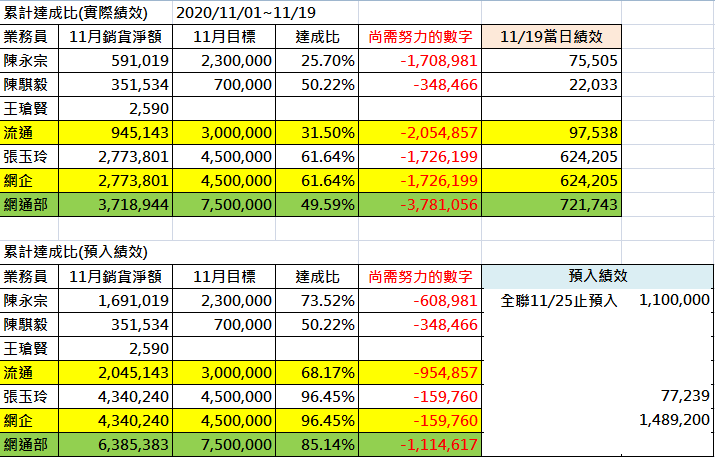 累計達成比(實際績效) 2020/11/01~11/19
業務員 11月銷貨淨額 11月目標 達成比 尚需努力的數字 11/19當日績效
陳永宗 591,019 2,300,000 25.70% -1,708,981 75,505
陳騏毅 351,534 700,000 50.22% -348,466 22,033
王瑲賢 2,590
流通 945,143 3,000,000 31.50% -2,054,857 97,538
張玉玲 2,773,801 4,500,000 61.64% -1,726,199 624,205
網企 2,773,801 4,500,000 61.64% -1,726,199 624,205
網通部 3,718,944 7,500,000 49.59% -3,781,056 721,743
累計達成比(預入績效)
業務員 11月銷貨淨額 11月目標 達成比 尚需努力的數字 預入績效
陳永宗 1,691,019 2,300,000 73.52% -608,981 全聯11/25止預入 1,100,000
陳騏毅 351,534 700,000 50.22% -348,466
王瑲賢 2,590
流通 2,045,143 3,000,000 68.17% -954,857
張玉玲 4,340,240 4,500,000 96.45% -159,760 77,239
網企 4,340,240 4,500,000 96.45% -159,760 1,489,200
網通部 6,385,383 7,500,000 85.14% -1,114,617